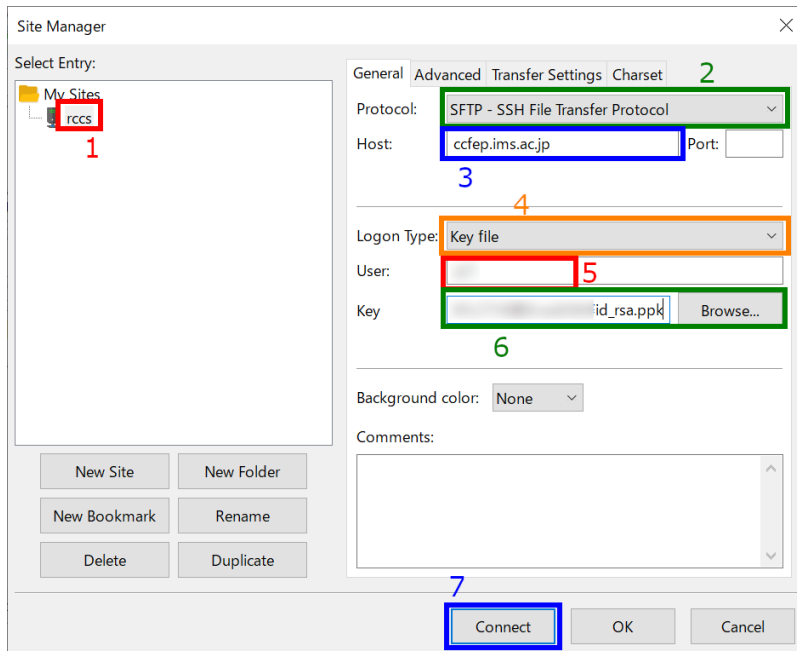 Site Manager
Select Entry:
My Sites
rccs
1
New Site
New Folder
New Bookmark
Rename
Delete
Duplicate
General
Advanced
Transfer Settings
Charset
2
Protocol:
SFTP - SSH File Transfer Protocol
Host:
ccfep.ims.ac.jp
Port:
3
4
Logon Type:
Key file
User:
5
Key
id_rsa.ppk
Browse...
6
Background color:
None
Comments:
7
Connect
OK
Cancel